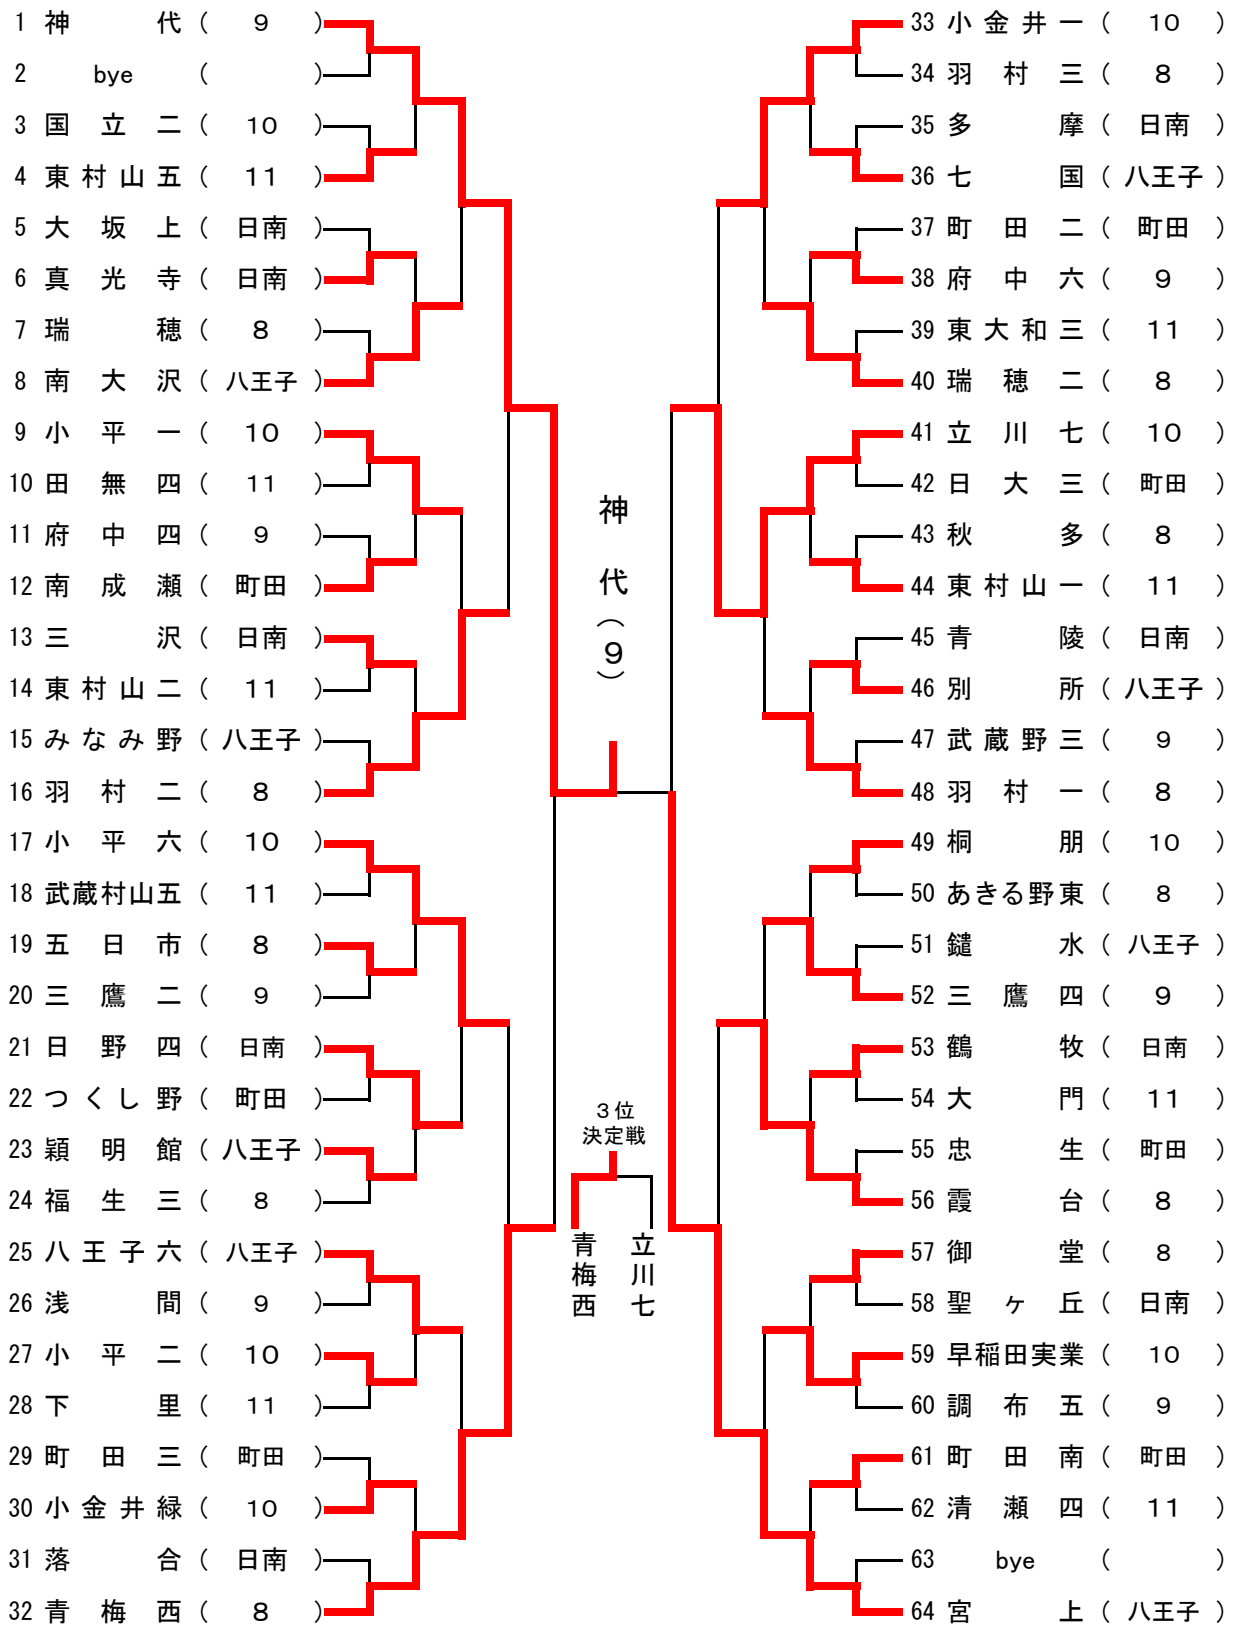 1 神代 ( 9 )
2 bye ( )
3 国立二 ( 10 )
4 東村山五 ( 11 )
5 大坂上 ( 日南 )
6 真光寺 ( 日南 )
7 瑞穂 ( 8 )
8 南大沢 ( 八王子 )
9 小平一 ( 10 )
10 田無四 ( 11 )
11 府中四 ( 9 )
12 南成瀬 ( 町田 )
13 三沢 ( 日南 )
14 東村山二 ( 11 )
15 みなみ野 ( 八王子 )
16 羽村二 ( 8 )
17 小平六 ( 10 )
18 武蔵村山五 ( 11 )
19 五日市 ( 8 )
20 三鷹二 ( 9 )
21 日野四 ( 日南 )
22 つくし野 ( 町田 )
23 穎明館 ( 八王子 )
24 福生三 ( 8 )
25 八王子六 ( 八王子 )
26 浅間 ( 9 )
27 小平二 ( 10 )
28 下里 ( 11 )
29 町田三 ( 町田 )
30 小金井緑 ( 10 )
31 落合 ( 日南 )
32 青梅西 ( 8 )
神代(9)
3位
決定戦
青梅西
立川七
33 小金井一 ( 10 )
34 羽村三 ( 8 )
35 多摩 ( 日南 )
36 七国 ( 八王子 )
37 町田二 ( 町田 )
38 府中六 ( 9 )
39 東大和三 ( 11 )
40 瑞穂二 ( 8 )
41 立川七 ( 10 )
42 日大三 ( 町田 )
43 秋多 ( 8 )
44 東村山一 ( 11 )
45 青陵 ( 日南 )
46 別所 ( 八王子 )
47 武蔵野三 ( 9 )
48 羽村一 ( 8 )
49 桐朋 ( 10 )
50 あきる野東 ( 8 )
51 鑓水 ( 八王子 )
52 三鷹四 ( 9 )
53 鶴牧 ( 日南 )
54 大門 ( 11 )
55 忠生 ( 町田 )
56 霞台 ( 8 )
57 御堂 ( 8 )
58 聖ヶ丘 ( 日南 )
59 早稲田実業 ( 10 )
60 調布五 ( 9 )
61 町田南 ( 町田 )
62 清瀬四 ( 11 )
63 bye ( )
64 宮上 ( 八王子 )